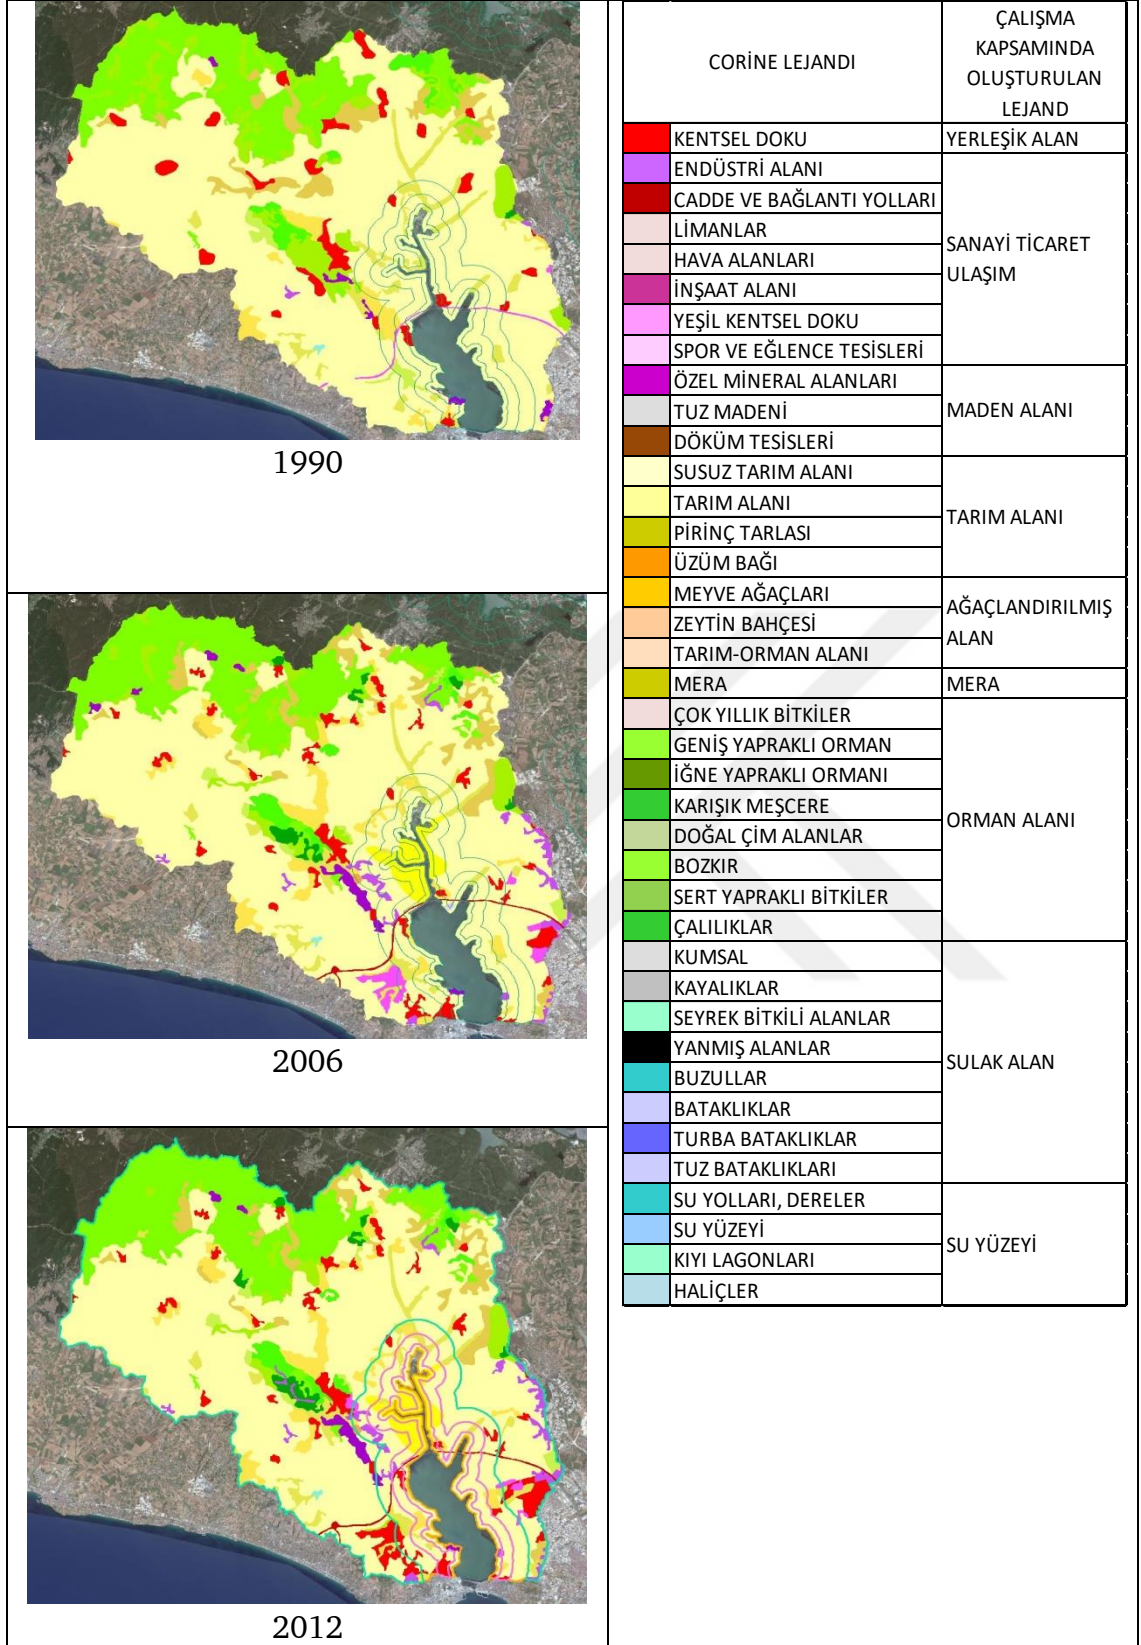 1990
2006
2012
CORİNE LEJANDI
ÇALIŞMA
KAPSAMINDA
OLUŞTURULAN
LEJAND
KENTSEL DOKU
YERLEŞİK ALAN
ENDÜSTRİ ALANI
CADDE VE BAĞLANTI YOLLARI
LİMANLAR
HAVA ALANLARI
İNŞAAT ALANI
YEŞİL KENTSEL DOKU
SPOR VE EĞLENCE TESİSLERİ
SANAYİ TİCARET
ULAŞIM
ÖZEL MİNERAL ALANLARI
TUZ MADENİ
DÖKÜM TESİSLERİ
MADEN ALANI
SUSUZ TARIM ALANI
TARIM ALANI
PİRİNÇ TARLASI
ÜZÜM BAĞI
TARIM ALANI
MEYVE AĞAÇLARI
ZEYTİN BAHÇESİ
TARIM-ORMAN ALANI
AĞAÇLANDIRILMIŞ
ALAN
MERA
MERA
ÇOK YILLIK BİTKİLER
GENİŞ YAPRAKLI ORMAN
İĞNE YAPRAKLI ORMANI
KARIŞIK MEŞCERE
DOĞAL ÇİM ALANLAR
BOZKIR
SERT YAPRAKLI BİTKİLER
ÇALILIKLAR
ORMAN ALANI
KUMSAL
KAYALIKLAR
SEYREK BİTKİLİ ALANLAR
YANMIŞ ALANLAR
BUZULLAR
BATAKLIKLAR
TURBA BATAKLIKLAR
TUZ BATAKLIKLARI
SULAK ALAN
SU YOLLARI, DERELER
SU YÜZEYİ
KIYI LAGONLARI
HALİÇLER
SU YÜZEYİ